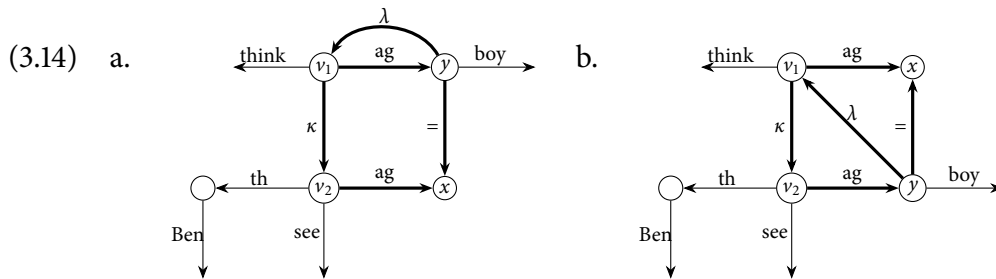 (3.14) a. b.
λ λ
think v₁ ag y boy think v₁ ag x
κ = κ =
th v₂ ag x th v₂ ag y boy
Ben see Ben see